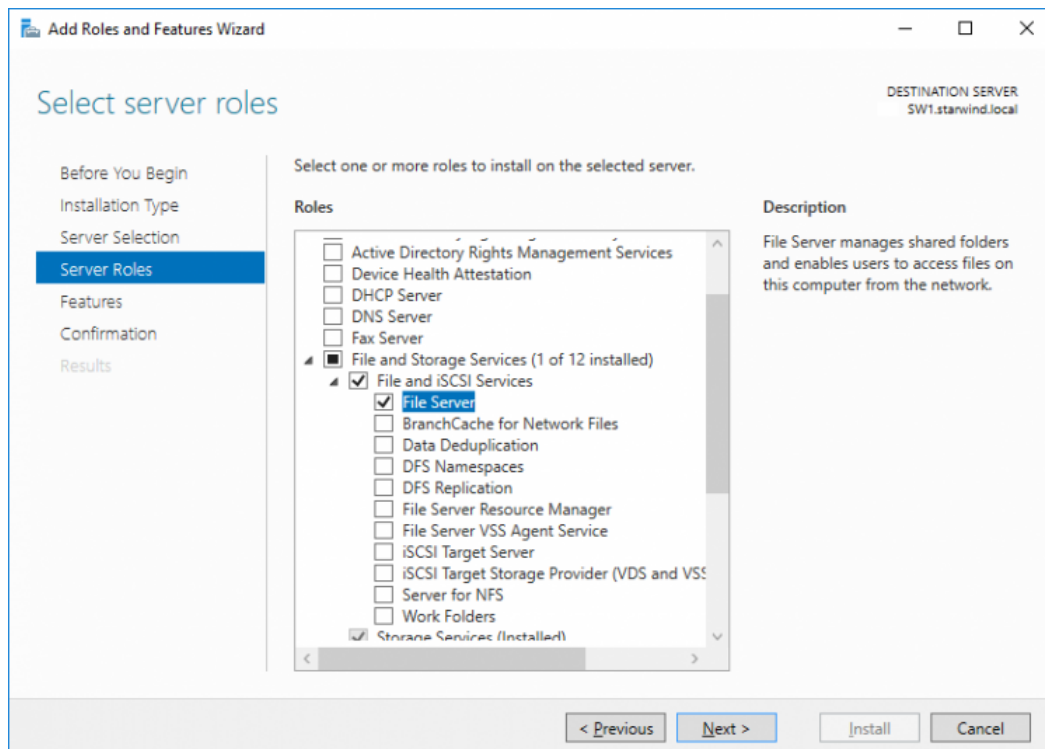 Add Roles and Features Wizard
Select server roles
DESTINATION SERVER
SW1.starwind.local
Before You Begin
Installation Type
Server Selection
Server Roles
Features
Confirmation
Results
Select one or more roles to install on the selected server.
Roles
Active Directory Rights Management Services
Device Health Attestation
DHCP Server
DNS Server
Fax Server
File and Storage Services (1 of 12 installed)
File and iSCSI Services
File Server
BranchCache for Network Files
Data Deduplication
DFS Namespaces
DFS Replication
File Server Resource Manager
File Server VSS Agent Service
iSCSI Target Server
iSCSI Target Storage Provider (VDS and VSS
Server for NFS
Work Folders
Storage Services (Installed)
Description
File Server manages shared folders
and enables users to access files on
this computer from the network.
< Previous
Next >
Install
Cancel